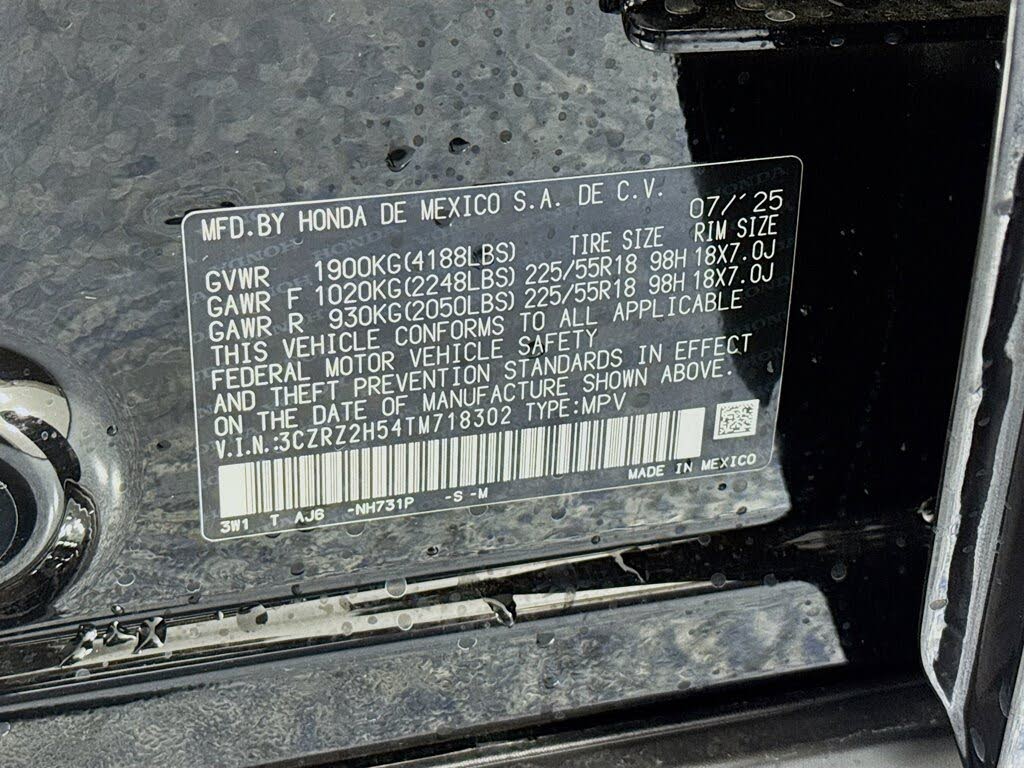 MFD.BY HONDA DE MEXICO S.A. DE C.V. 07/'25
TIRE SIZE RIM SIZE
GVWR 1900KG(4188LBS)
GAWR F 1020KG(2248LBS) 225/55R18 98H 18X7.0J
GAWR R 930KG(2050LBS) 225/55R18 98H 18X7.0J
THIS VEHICLE CONFORMS TO ALL APPLICABLE
FEDERAL MOTOR VEHICLE SAFETY
AND THEFT PREVENTION STANDARDS IN EFFECT
ON THE DATE OF MANUFACTURE SHOWN ABOVE.
V.I.N.:3CZRZ2H54TM718302 TYPE:MPV
MADE IN MEXICO
3W1 T AJ6 -NH731P -S -M